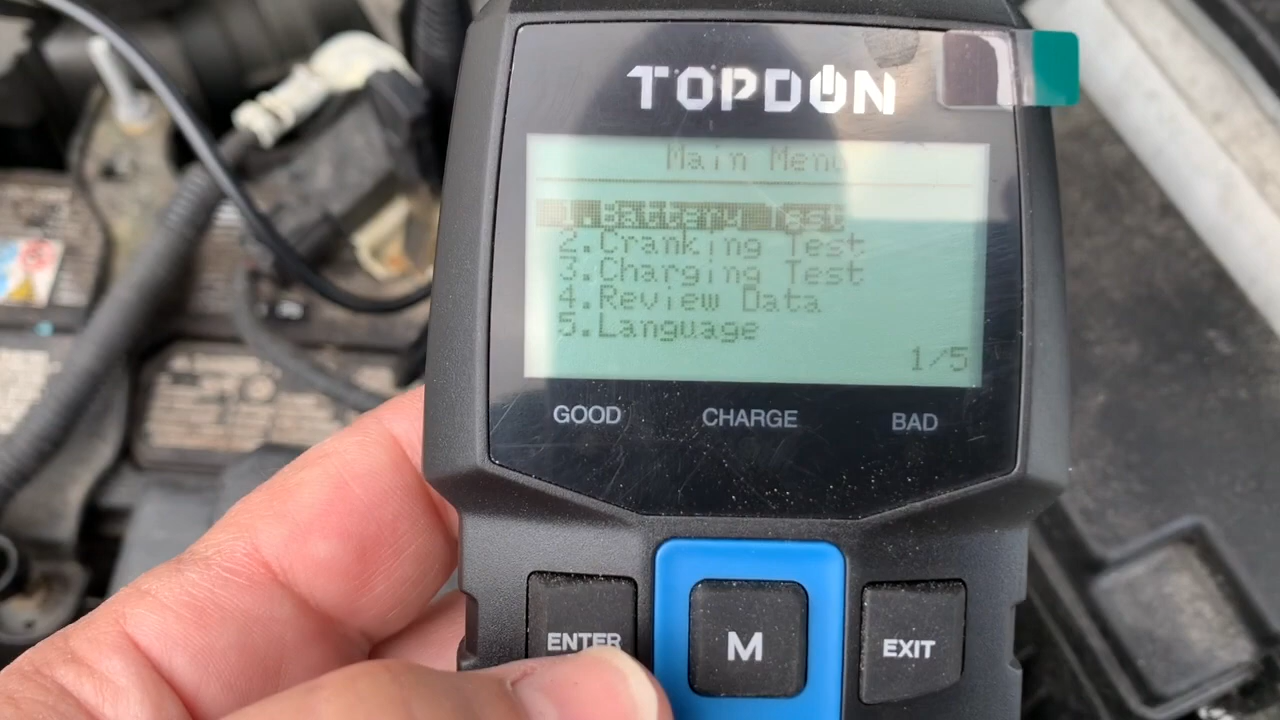 TOPDON
Main Menu
1.Battery Test
2.Cranking Test
3.Charging Test
4.Review Data
5.Language
1/5
GOOD CHARGE BAD
ENTER M EXIT